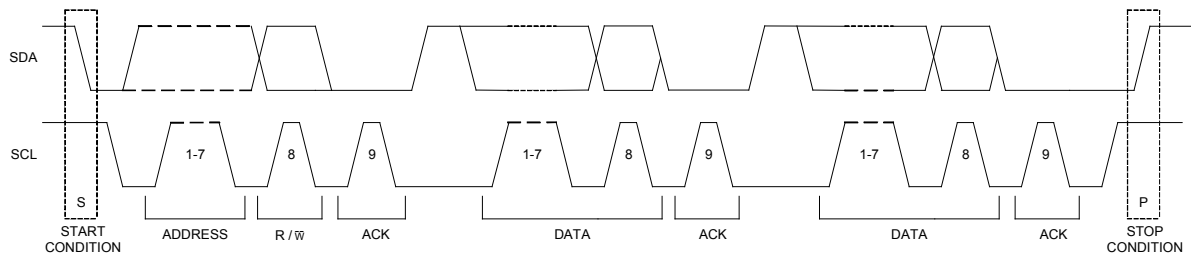 SDA
SCL
1-7
8
9
1-7
8
9
1-7
8
9
S
P
START
CONDITION
ADDRESS
R / W̅
ACK
DATA
ACK
DATA
ACK
STOP
CONDITION